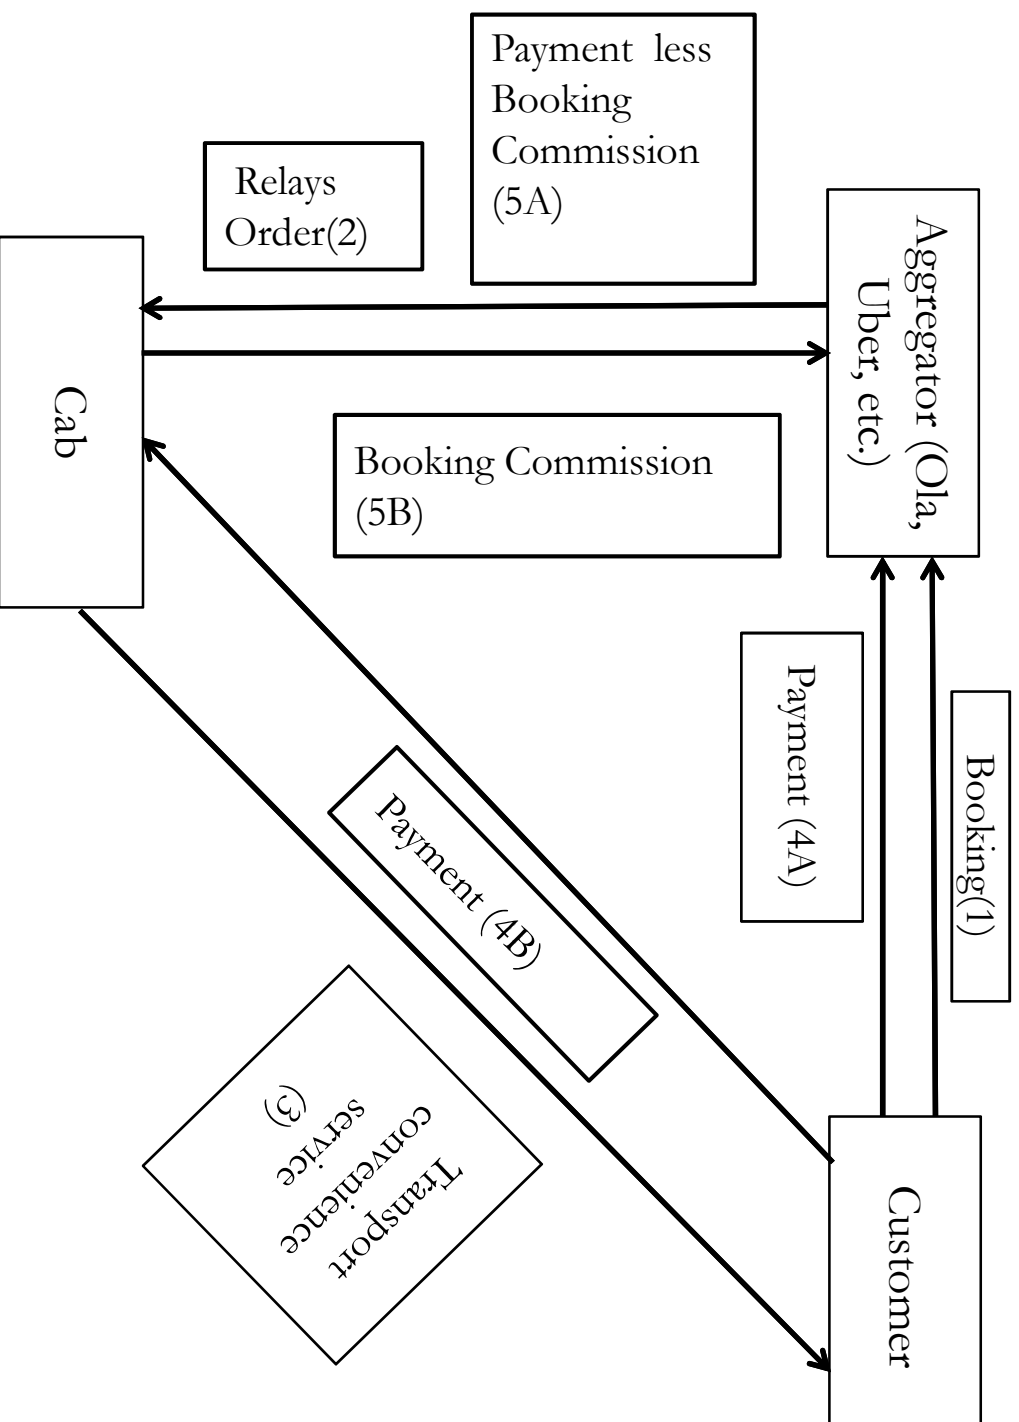 Payment less
Booking
Commission
(5A)
Relays
Order(2)
Aggregator (Ola,
Uber, etc.)
Cab
Booking Commission
(5B)
Payment (4A)
Booking(1)
Payment (4B)
Transport
convenience
service
(3)
Customer